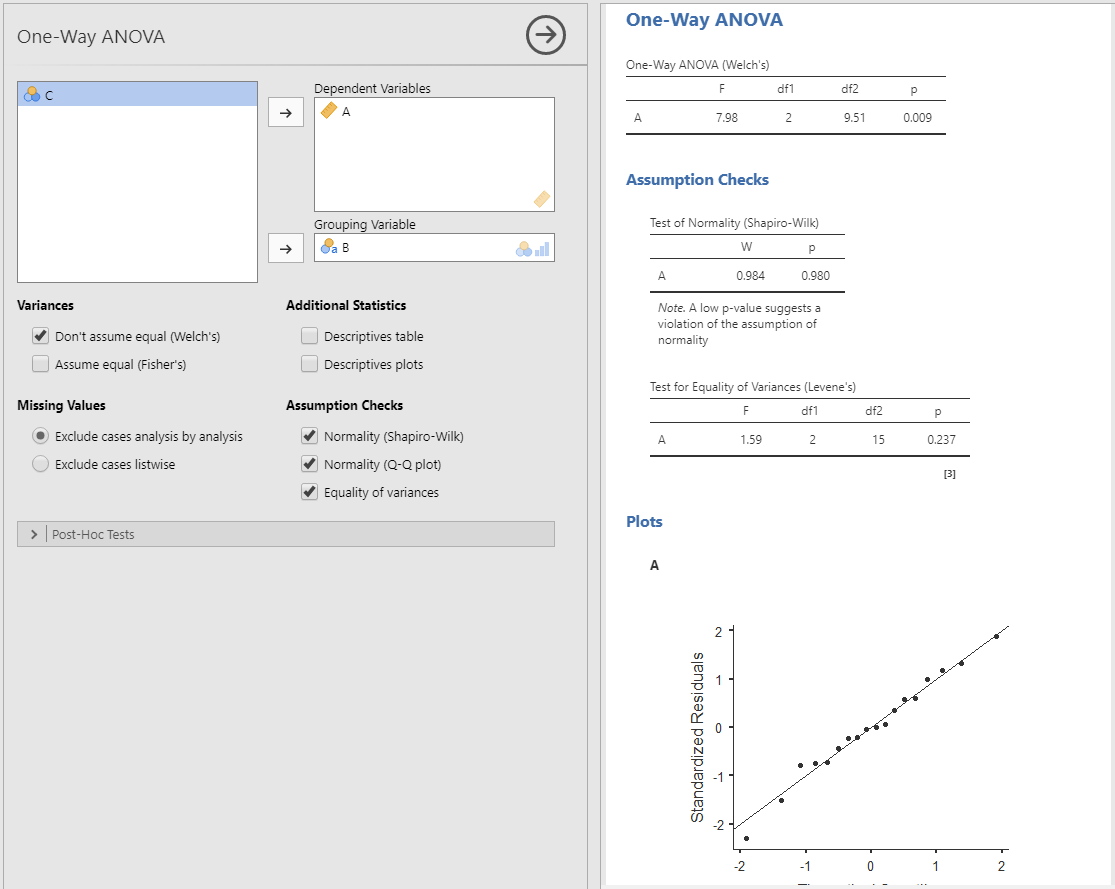 One-Way ANOVA
C
Dependent Variables
A
Grouping Variable
a B
Variances
Don't assume equal (Welch's)
Assume equal (Fisher's)
Additional Statistics
Descriptives table
Descriptives plots
Missing Values
Exclude cases analysis by analysis
Exclude cases listwise
Assumption Checks
Normality (Shapiro-Wilk)
Normality (Q-Q plot)
Equality of variances
Post-Hoc Tests
One-Way ANOVA
One-Way ANOVA (Welch's)
F df1 df2 p
A 7.98 2 9.51 0.009
Assumption Checks
Test of Normality (Shapiro-Wilk)
W p
A 0.984 0.980
Note. A low p-value suggests a
violation of the assumption of
normality
Test for Equality of Variances (Levene's)
F df1 df2 p
A 1.59 2 15 0.237
[3]
Plots
A
Standardized Residuals
2
1
0
-1
-2
-2 -1 0 1 2